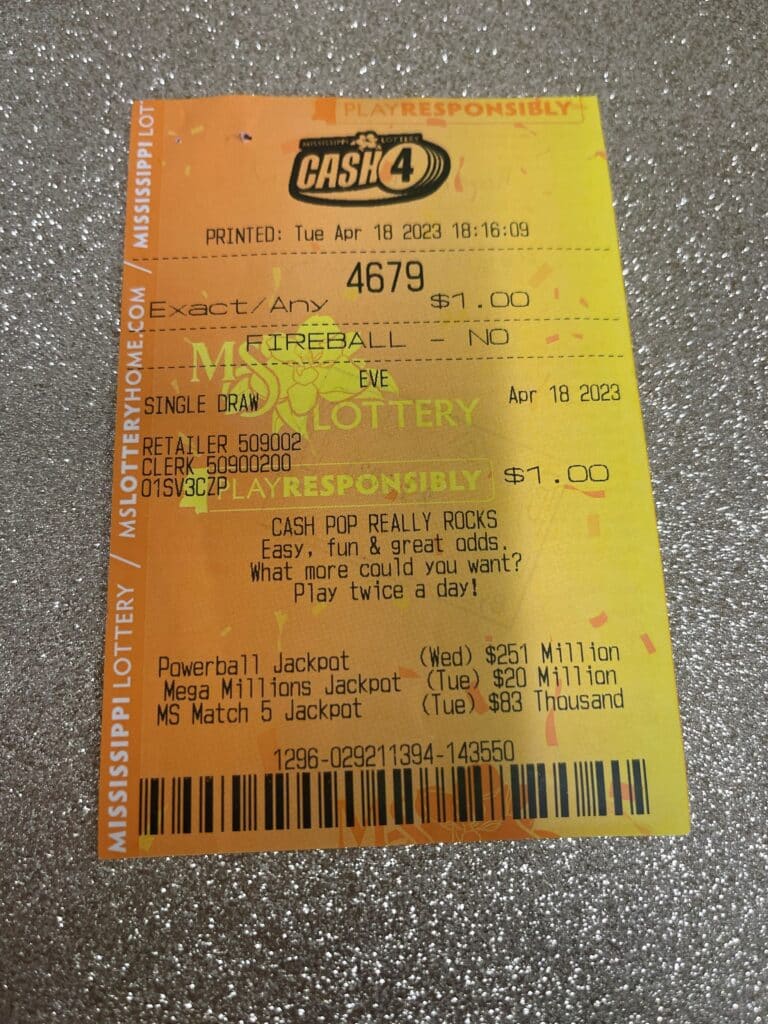 PLAYRESPONSIBLY
MISSISSIPPI LOTTERY
CASH 4
PRINTED: Tue Apr 18 2023 18:16:09
4679
Exact/Any $1.00
FIREBALL - NO
EVE
SINGLE DRAW Apr 18 2023
MS LOTTERY
RETAILER 509002
CLERK 50900200
01SV3CZP $1.00
PLAYRESPONSIBLY
CASH POP REALLY ROCKS
Easy, fun & great odds.
What more could you want?
Play twice a day!
Powerball Jackpot (Wed) $251 Million
Mega Millions Jackpot (Tue) $20 Million
MS Match 5 Jackpot (Tue) $83 Thousand
1296-029211394-143550
MISSISSIPPI LOTTERY / MSLOTTERYHOME.COM / MISSISSIPPI LOT